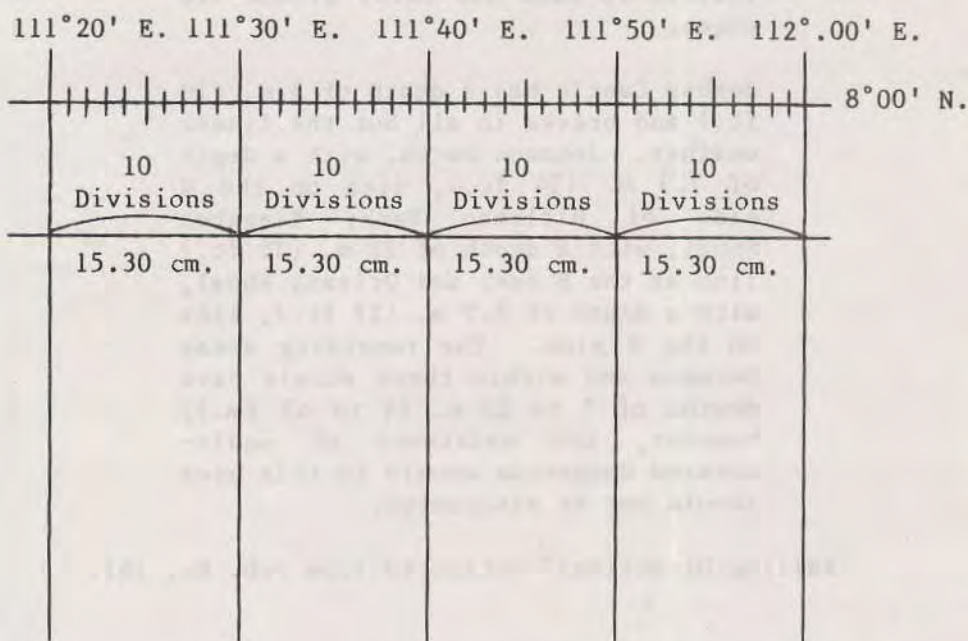 111°20' E. 111°30' E. 111°40' E. 111°50' E. 112°.00' E.
8°00' N.
10 10 10 10
Divisions Divisions Divisions Divisions
15.30 cm. 15.30 cm. 15.30 cm. 15.30 cm.